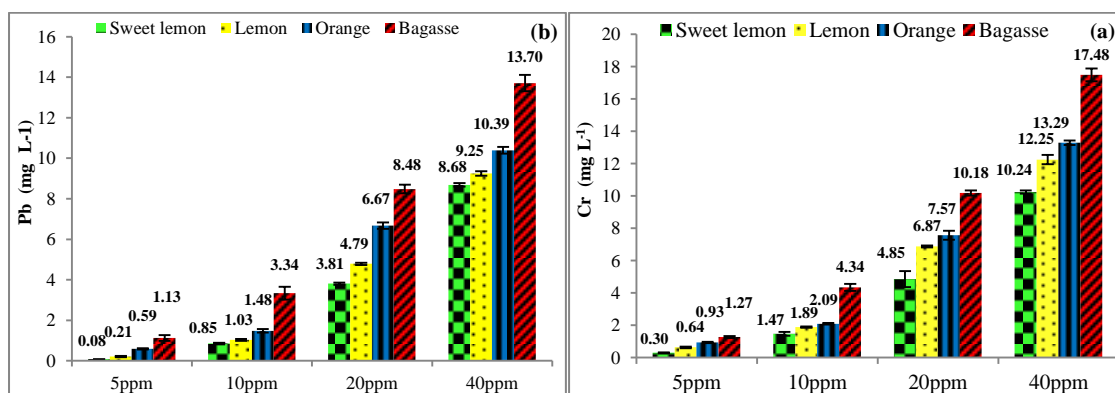 Sweet lemon Lemon Orange Bagasse (b)
Pb (mg L-1)
16
14
12
10
8
6
4
2
0
0.08 0.21 0.59 1.13
0.85 1.03 1.48 3.34
3.81 4.79 6.67 8.48
8.68 9.25 10.39 13.70
5ppm 10ppm 20ppm 40ppm
Sweet lemon Lemon Orange Bagasse (a)
Cr (mg L-1)
20
18
16
14
12
10
8
6
4
2
0
0.30 0.64 0.93 1.27
1.47 1.89 2.09 4.34
4.85 6.87 7.57 10.18
10.24 12.25 13.29 17.48
5ppm 10ppm 20ppm 40ppm